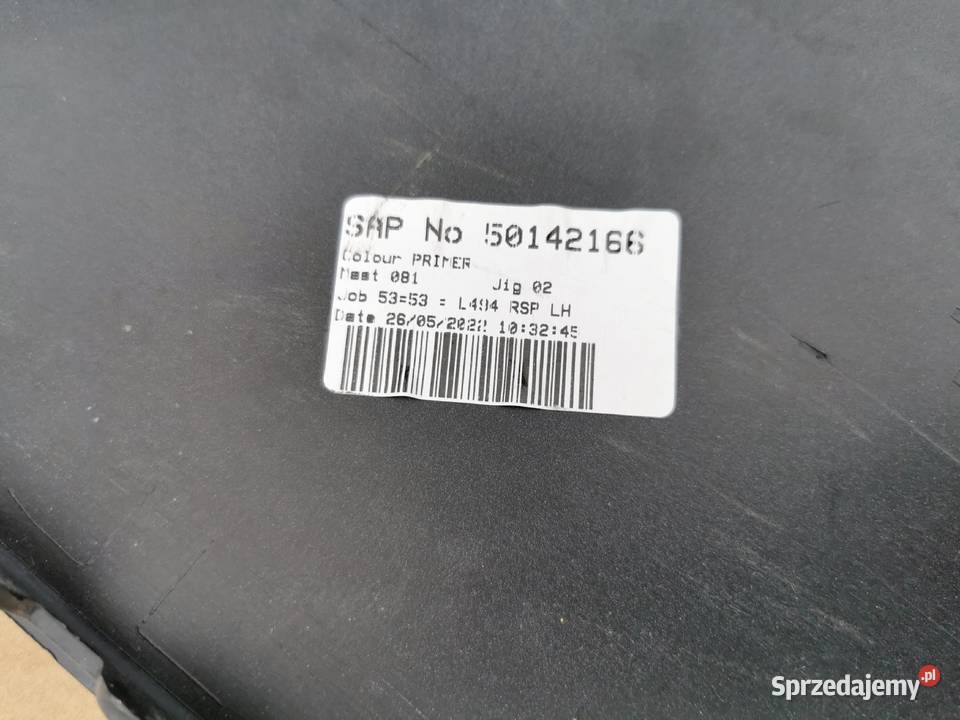 SAP No 50142166
Colour PRIMER
Nest 081 Jig 02
Job 53=53 = L494 RSP LH
Date 26/05/2022 10:32:45
Sprzedajemy.pl